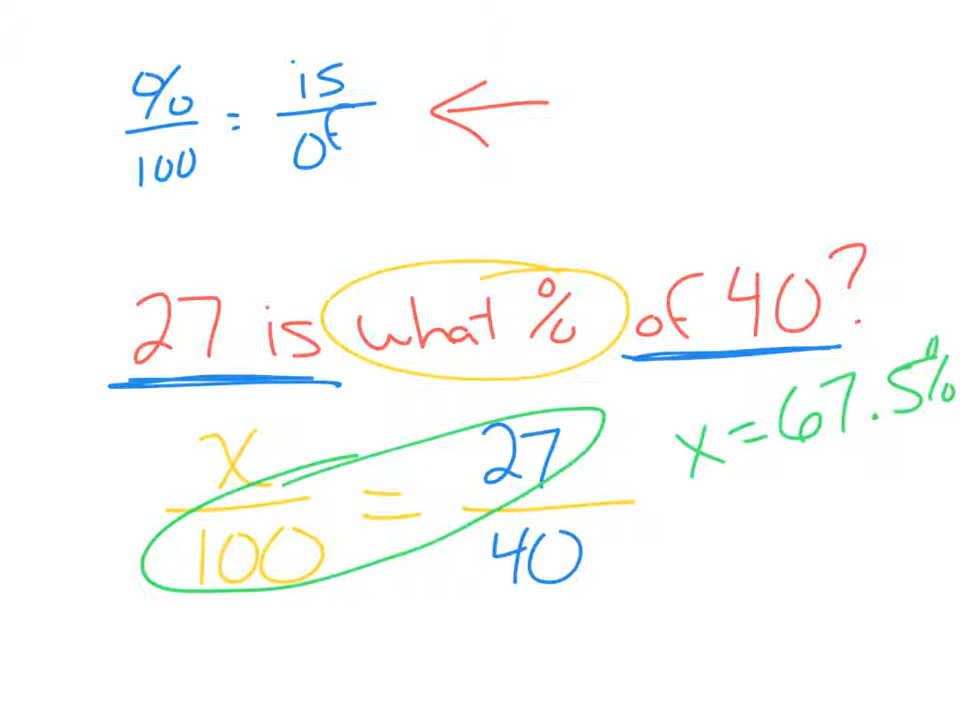 % / 100 = is / of
27 is what % of 40?
x / 100 = 27 / 40
x = 67.5%